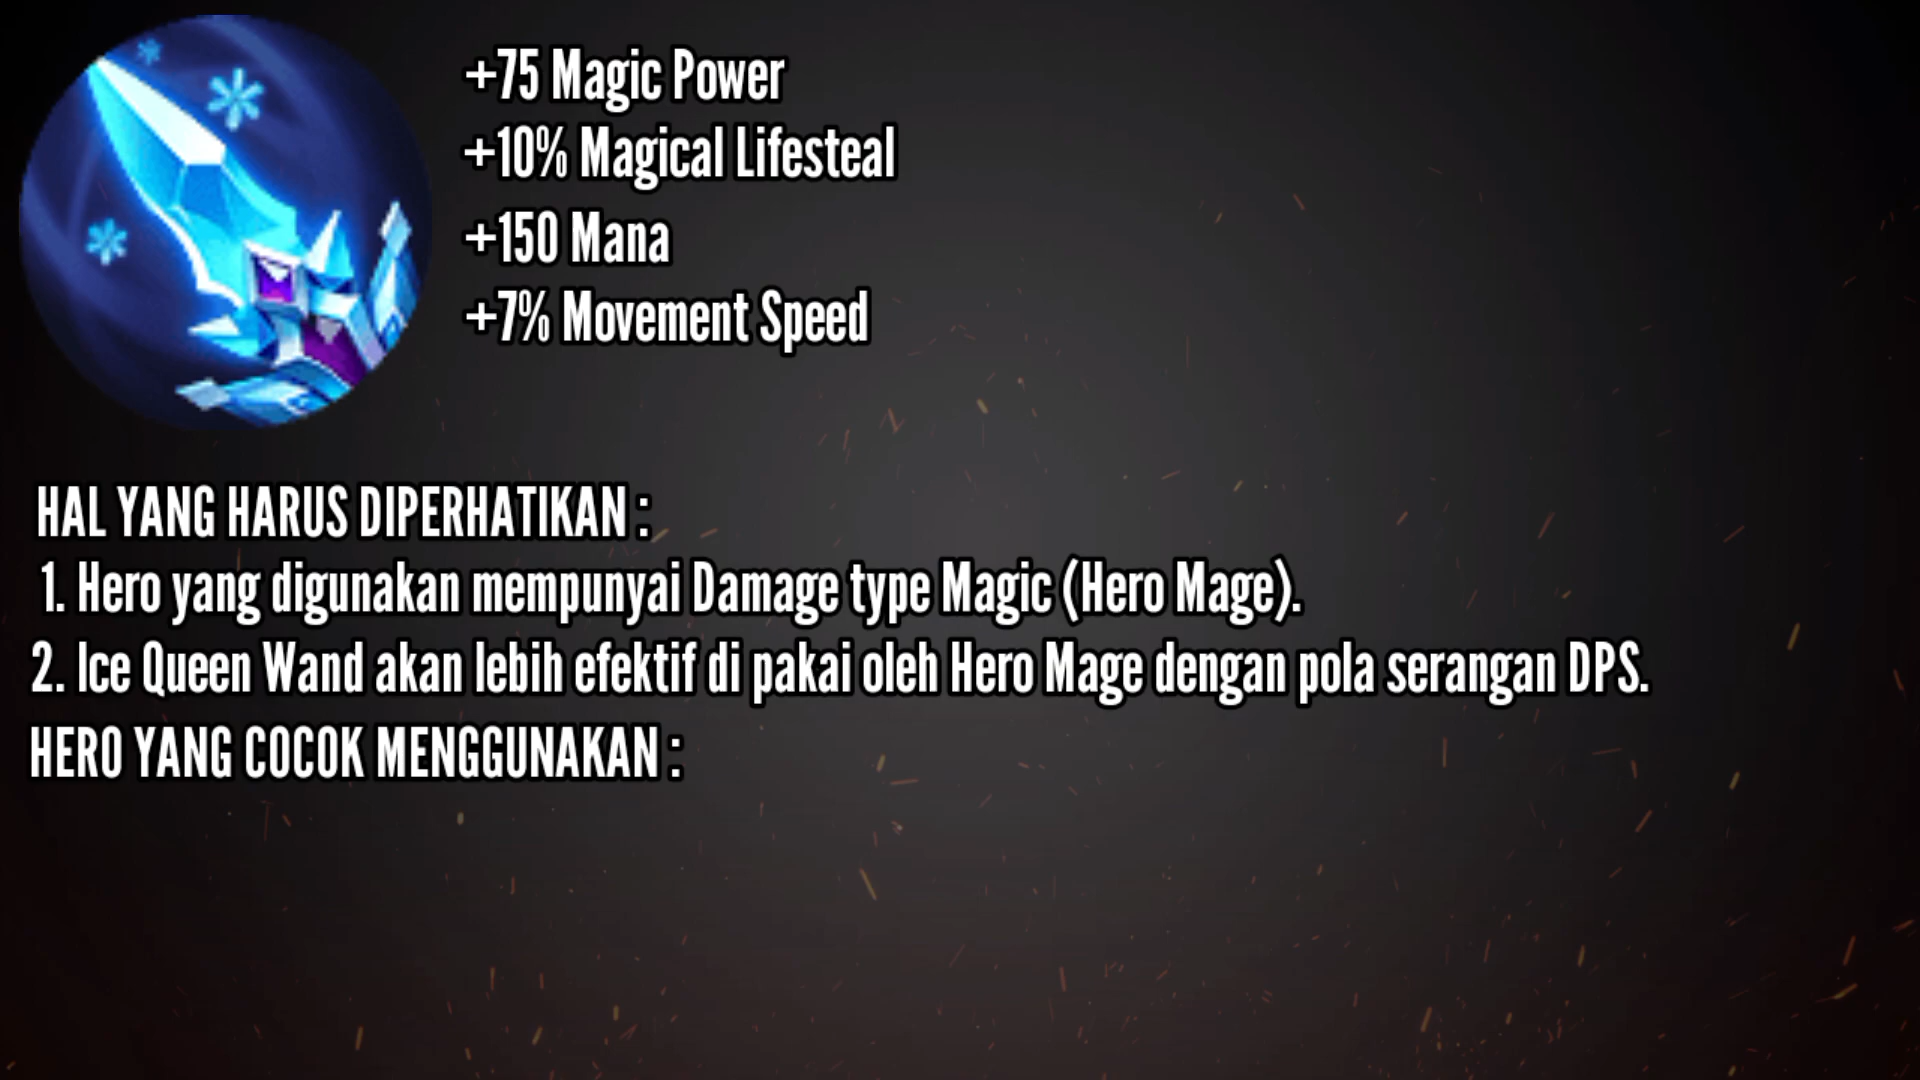 +75 Magic Power
+10% Magical Lifesteal
+150 Mana
+7% Movement Speed
HAL YANG HARUS DIPERHATIKAN :
1. Hero yang digunakan mempunyai Damage type Magic (Hero Mage).
2. Ice Queen Wand akan lebih efektif di pakai oleh Hero Mage dengan pola serangan DPS.
HERO YANG COCOK MENGGUNAKAN :